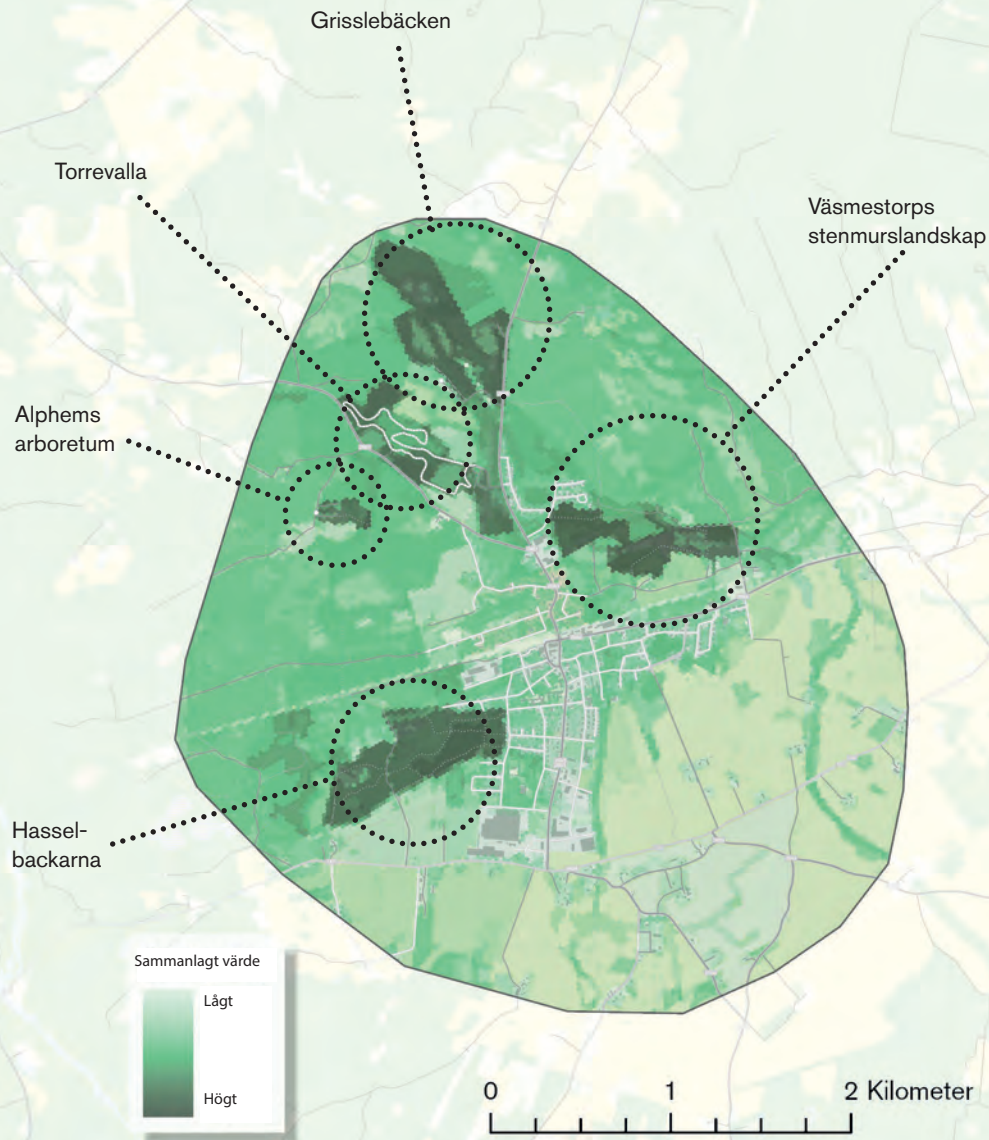 Grisslebäcken
Torrevalla
Väsmestorps
stenmurslandskap
Alphems
arboretum
Hassel-
backarna
Sammanlagt värde
Lågt
Högt
0 1 2 Kilometer